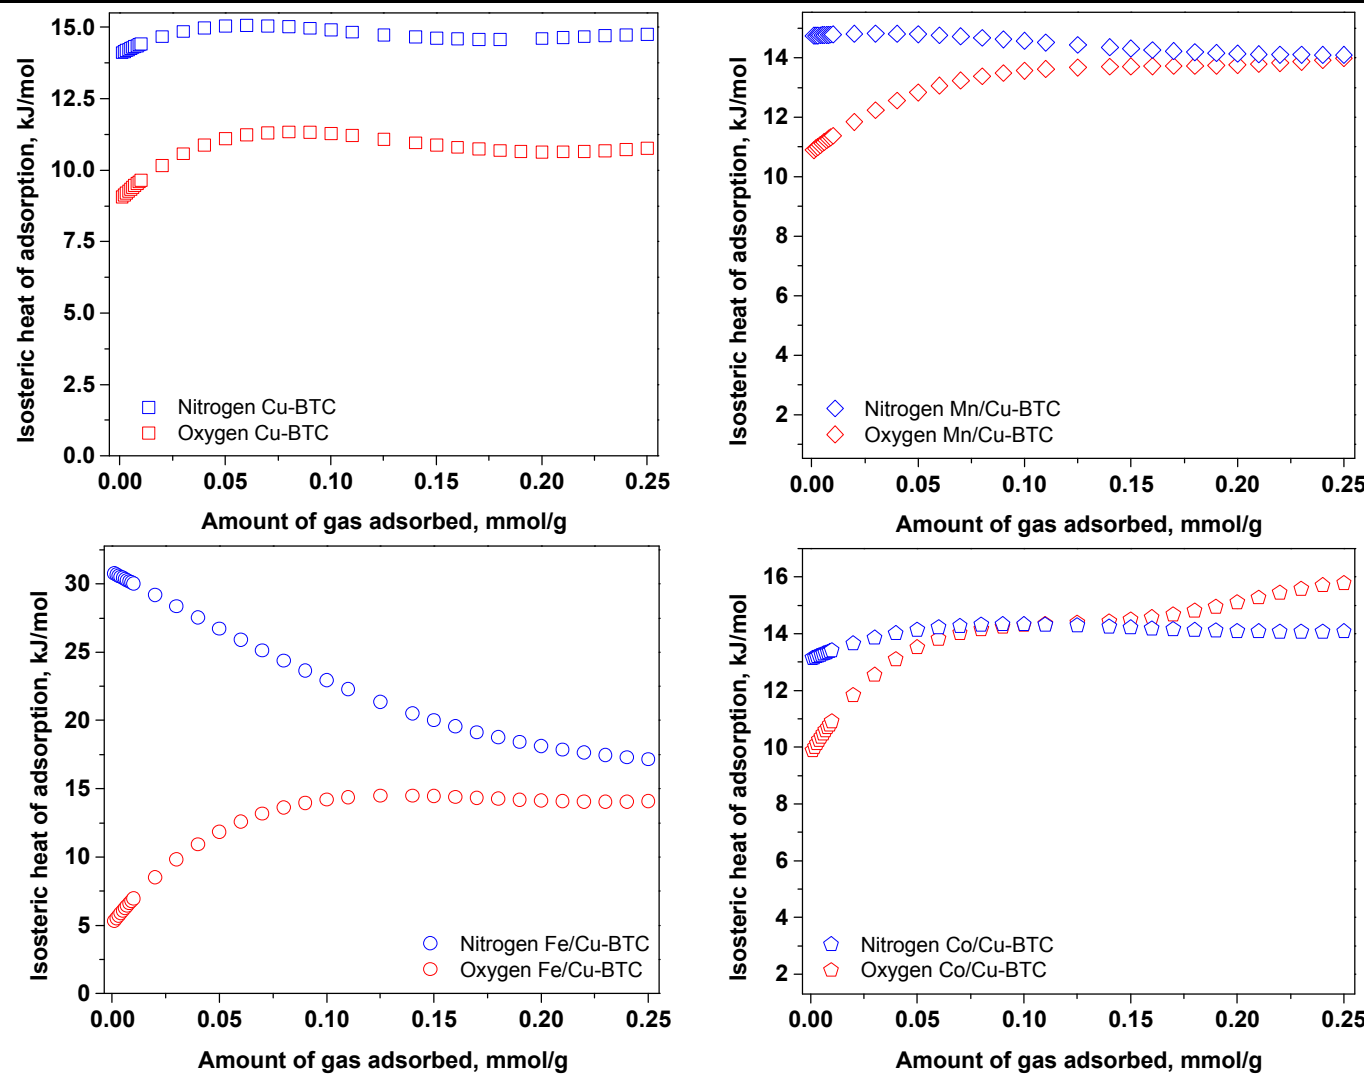 Isosteric heat of adsorption, kJ/mol
15.0
12.5
10.0
7.5
5.0
2.5
0.0
Nitrogen Cu-BTC
Oxygen Cu-BTC
0.00 0.05 0.10 0.15 0.20 0.25
Amount of gas adsorbed, mmol/g
Isosteric heat of adsorption, kJ/mol
14
12
10
8
6
4
2
Nitrogen Mn/Cu-BTC
Oxygen Mn/Cu-BTC
0.00 0.05 0.10 0.15 0.20 0.25
Amount of gas adsorbed, mmol/g
Isosteric heat of adsorption, kJ/mol
30
25
20
15
10
5
0
Nitrogen Fe/Cu-BTC
Oxygen Fe/Cu-BTC
0.00 0.05 0.10 0.15 0.20 0.25
Amount of gas adsorbed, mmol/g
Isosteric heat of adsorption, kJ/mol
16
14
12
10
8
6
4
2
Nitrogen Co/Cu-BTC
Oxygen Co/Cu-BTC
0.00 0.05 0.10 0.15 0.20 0.25
Amount of gas adsorbed, mmol/g